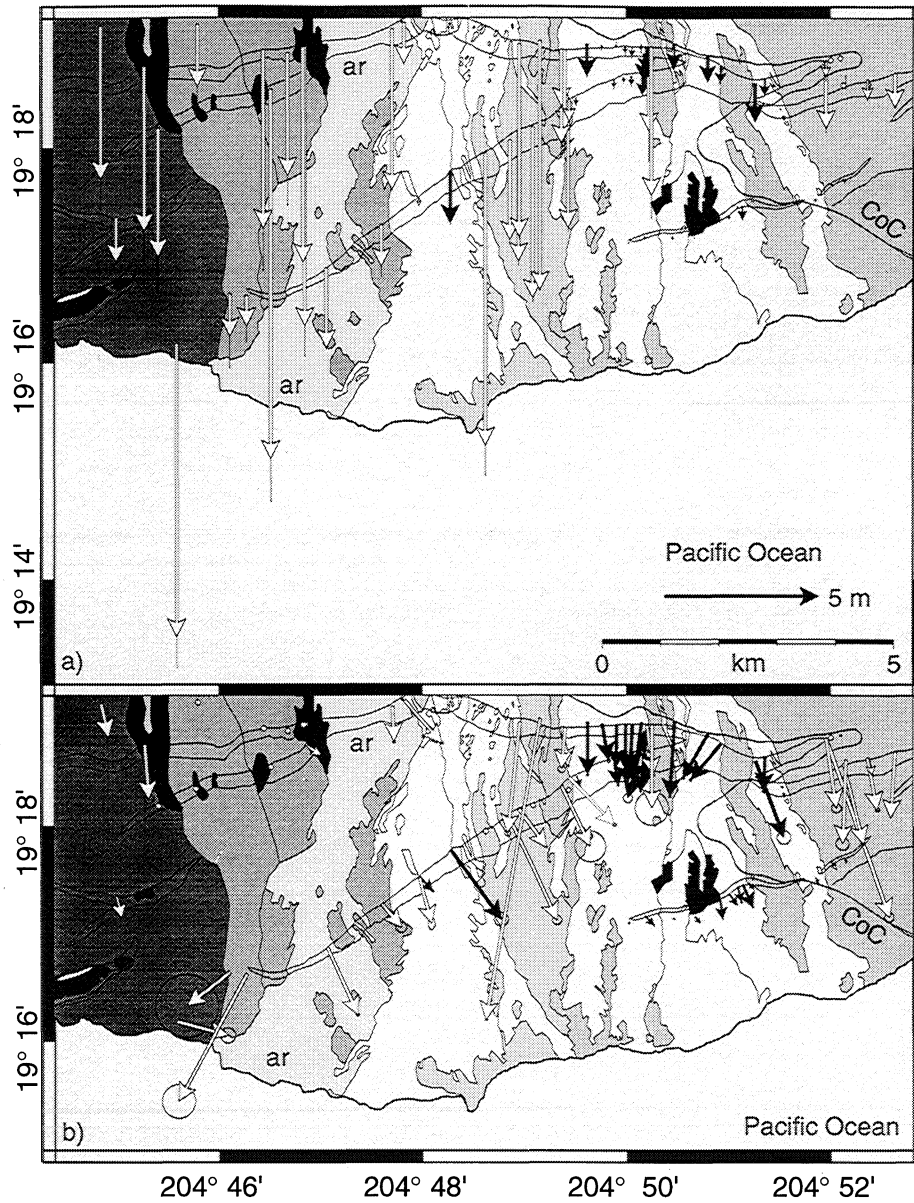 ar
19° 18'
CoC
19° 16'
ar
19° 14'
Pacific Ocean
5 m
a)
0
km
5
ar
19° 18'
CoC
19° 16'
ar
b)
Pacific Ocean
204° 46' 204° 48' 204° 50' 204° 52'